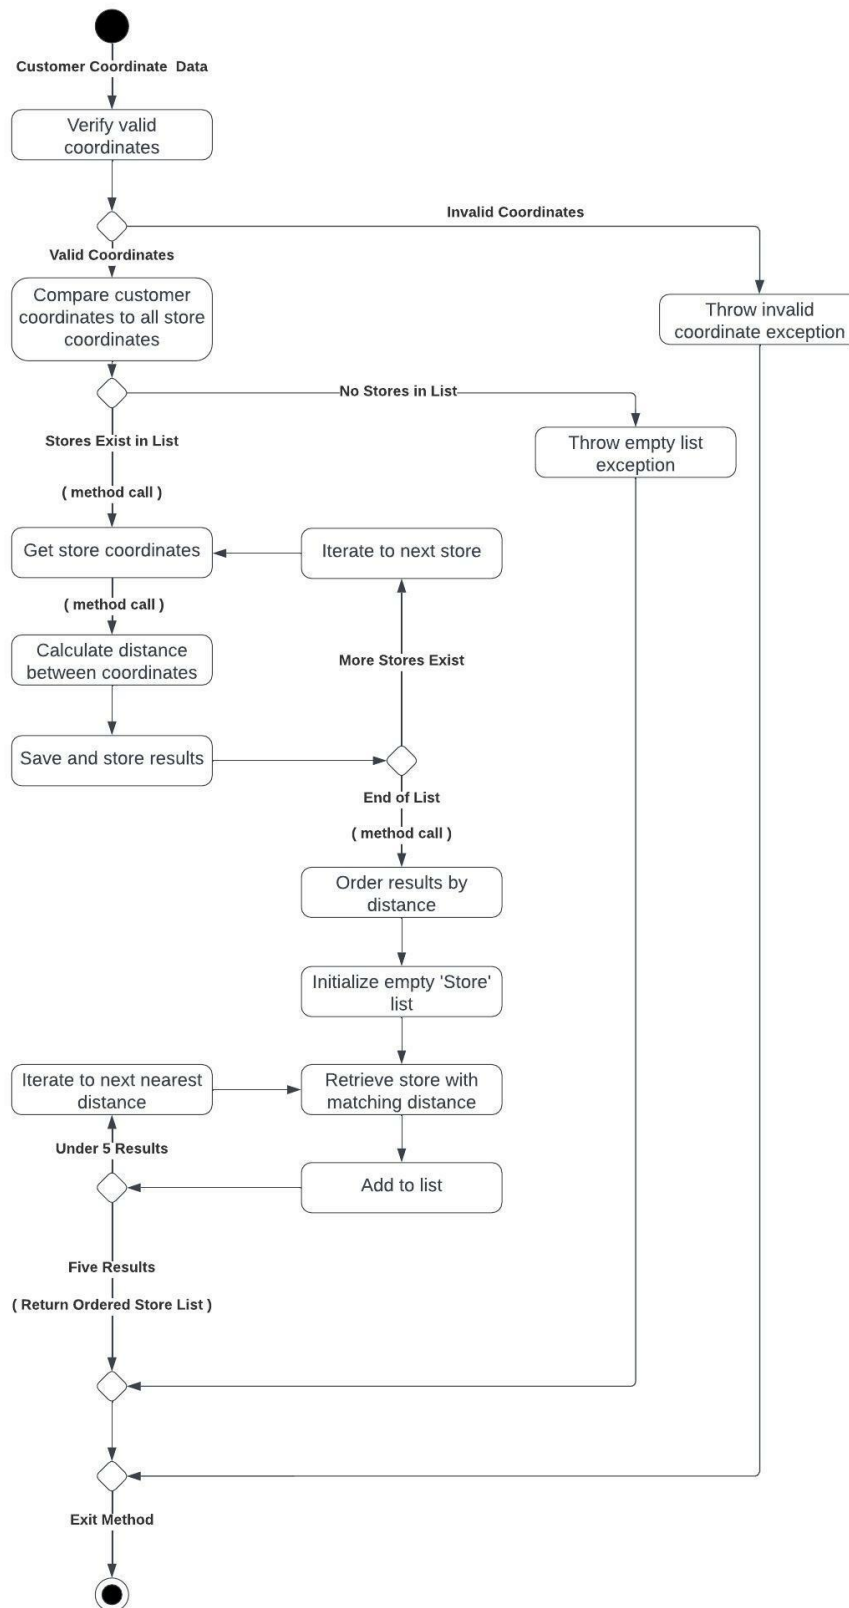 Customer Coordinate  Data
Verify valid
coordinates
Invalid Coordinates
Valid Coordinates
Compare customer
coordinates to all store
coordinates
Throw invalid
coordinate exception
No Stores in List
Stores Exist in List
Throw empty list
exception
( method call )
Get store coordinates
Iterate to next store
( method call )
Calculate distance
between coordinates
More Stores Exist
Save and store results
End of List
( method call )
Order results by
distance
Initialize empty 'Store'
list
Iterate to next nearest
distance
Retrieve store with
matching distance
Under 5 Results
Add to list
Five Results
( Return Ordered Store List )
Exit Method